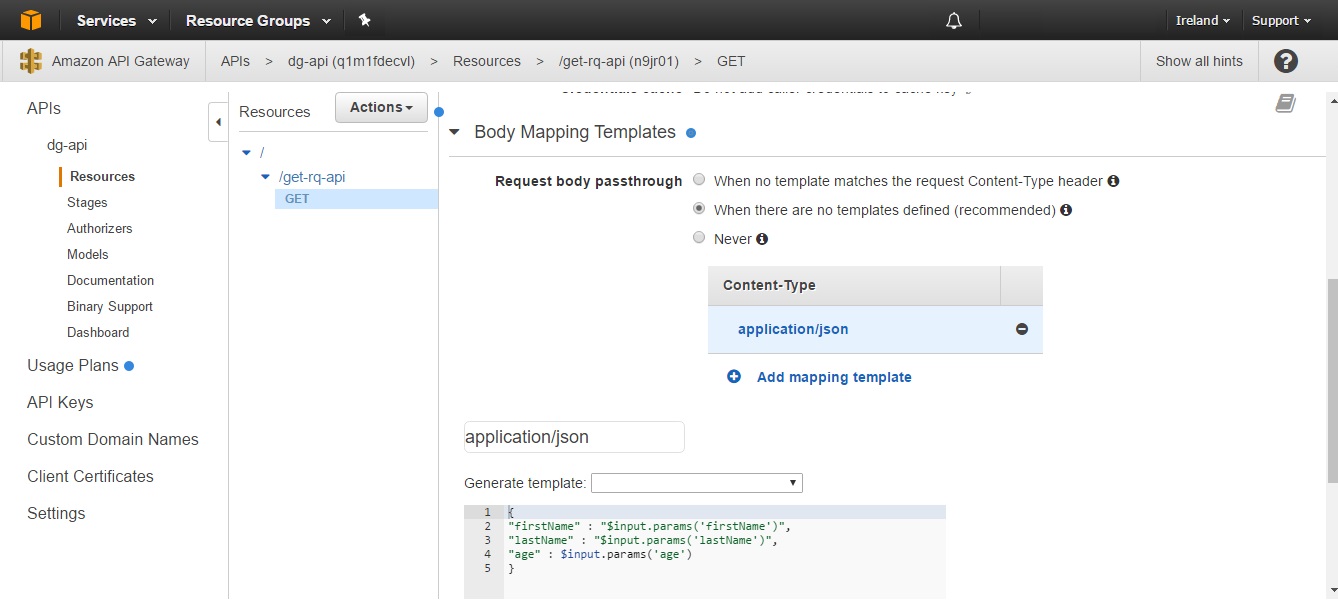 Services Resource Groups Ireland Support
Amazon API Gateway APIs > dg-api (q1m1fdecvl) > Resources > /get-rq-api (n9jr01) > GET Show all hints ?
APIs
dg-api
Resources
Stages
Authorizers
Models
Documentation
Binary Support
Dashboard
Usage Plans
API Keys
Custom Domain Names
Client Certificates
Settings
Resources Actions
/
/get-rq-api
GET
Body Mapping Templates
Request body passthrough When no template matches the request Content-Type header
When there are no templates defined (recommended)
Never
Content-Type
application/json
Add mapping template
application/json
Generate template:
1 {
2 "firstName" : "$input.params('firstName')",
3 "lastName" : "$input.params('lastName')",
4 "age" : $input.params('age')
5 }